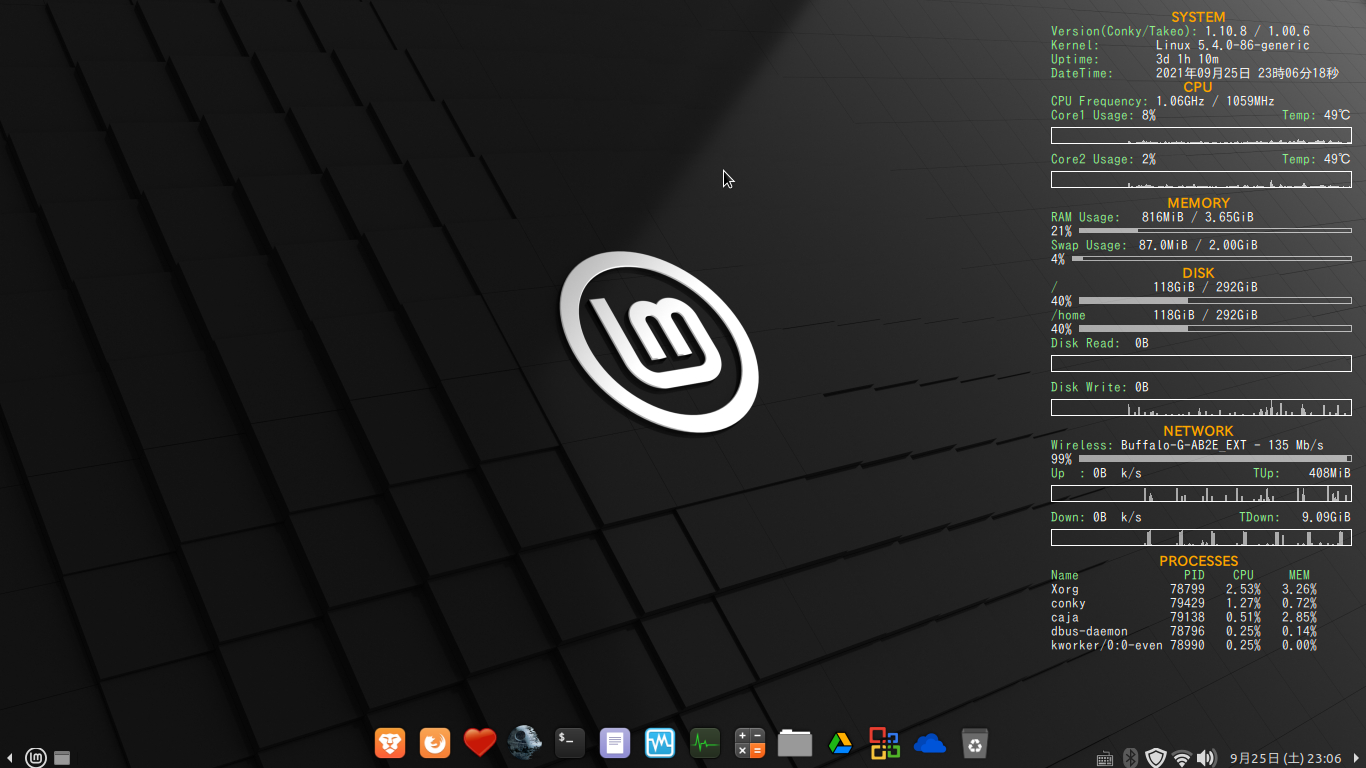 SYSTEM
Version(Conky/Takeo): 1.10.8 / 1.00.6
Kernel: Linux 5.4.0-86-generic
Uptime: 3d 1h 10m
DateTime: 2021年09月25日 23時06分18秒
CPU
CPU Frequency: 1.06GHz / 1059MHz
Core1 Usage: 8% Temp: 49℃
Core2 Usage: 2% Temp: 49℃
MEMORY
RAM Usage: 816MiB / 3.65GiB
21%
Swap Usage: 87.0MiB / 2.00GiB
4%
DISK
/ 118GiB / 292GiB
40%
/home 118GiB / 292GiB
40%
Disk Read: 0B
Disk Write: 0B
NETWORK
Wireless: Buffalo-G-AB2E_EXT - 135 Mb/s
99%
Up : 0B k/s TUp: 408MiB
Down: 0B k/s TDown: 9.09GiB
PROCESSES
Name PID CPU MEM
Xorg 78799 2.53% 3.26%
conky 79429 1.27% 0.72%
caja 79138 0.51% 2.85%
dbus-daemon 78796 0.25% 0.14%
kworker/0:0-even 78990 0.25% 0.00%
$_
9月25日 (土) 23:06